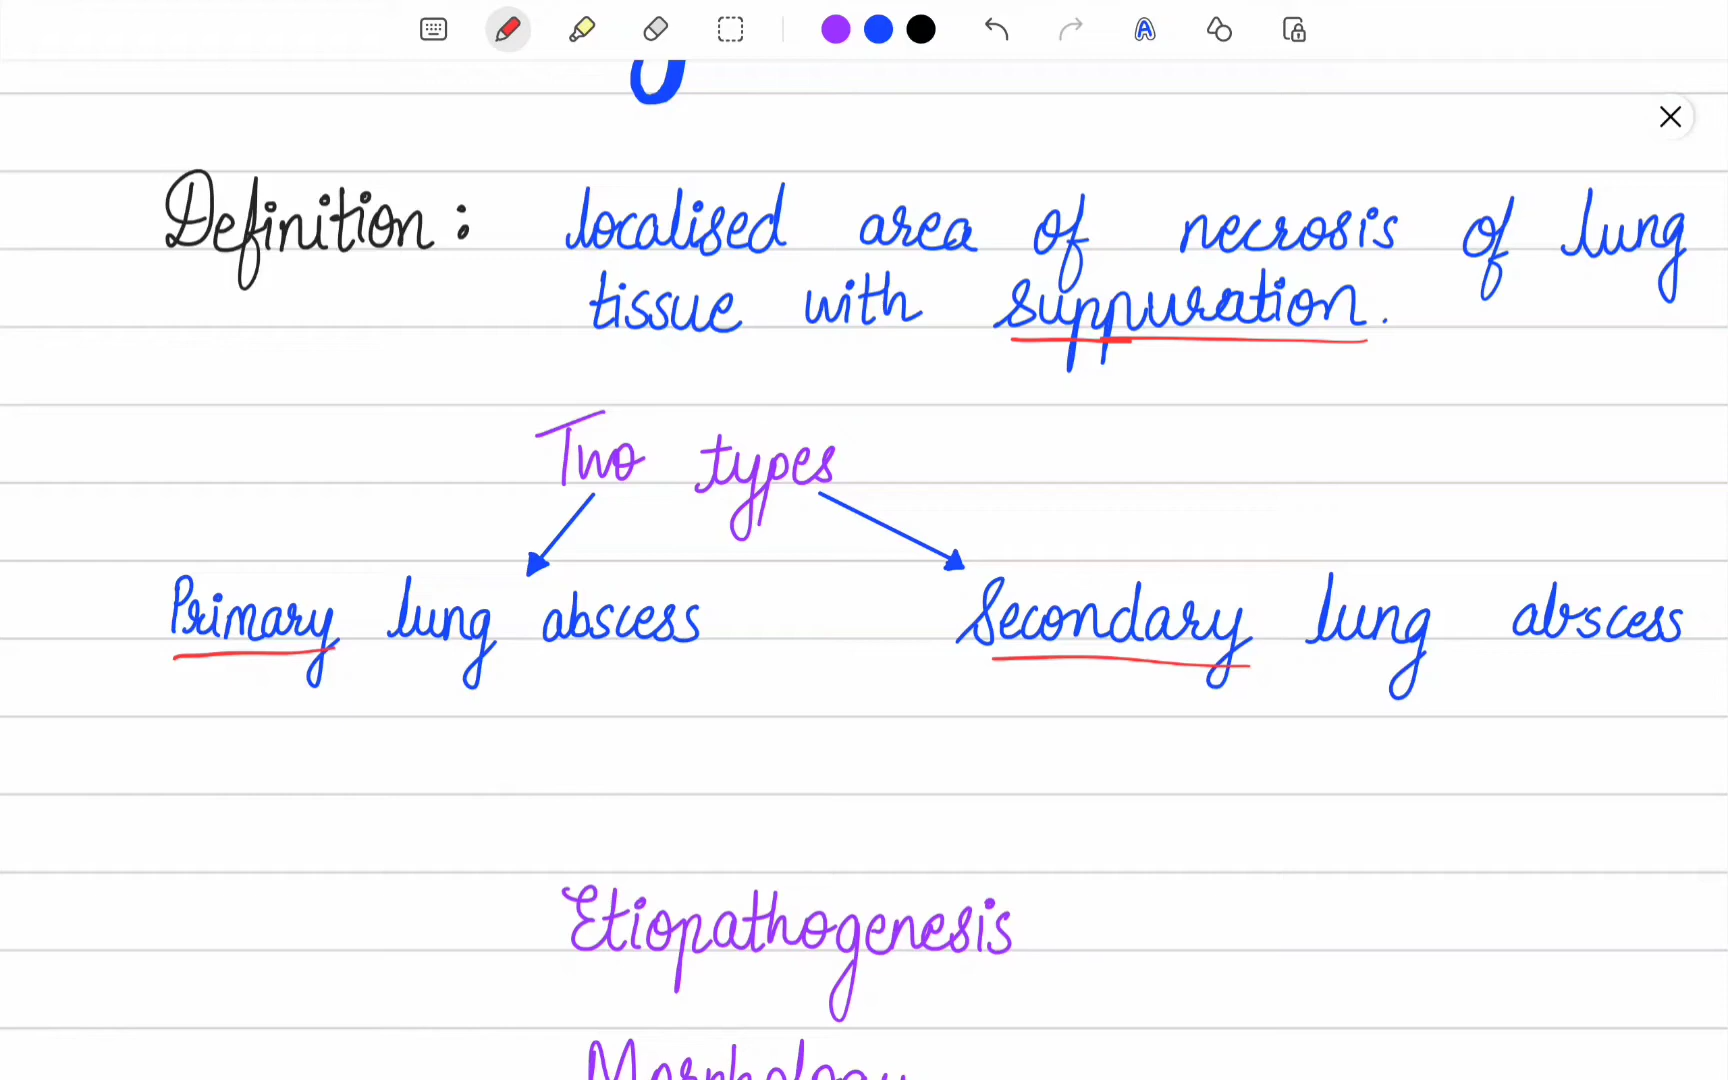 Definition: localised area of necrosis of lung
tissue with suppuration.
Two types
Primary lung abscess
Secondary lung abscess
Etiopathogenesis
Morphology